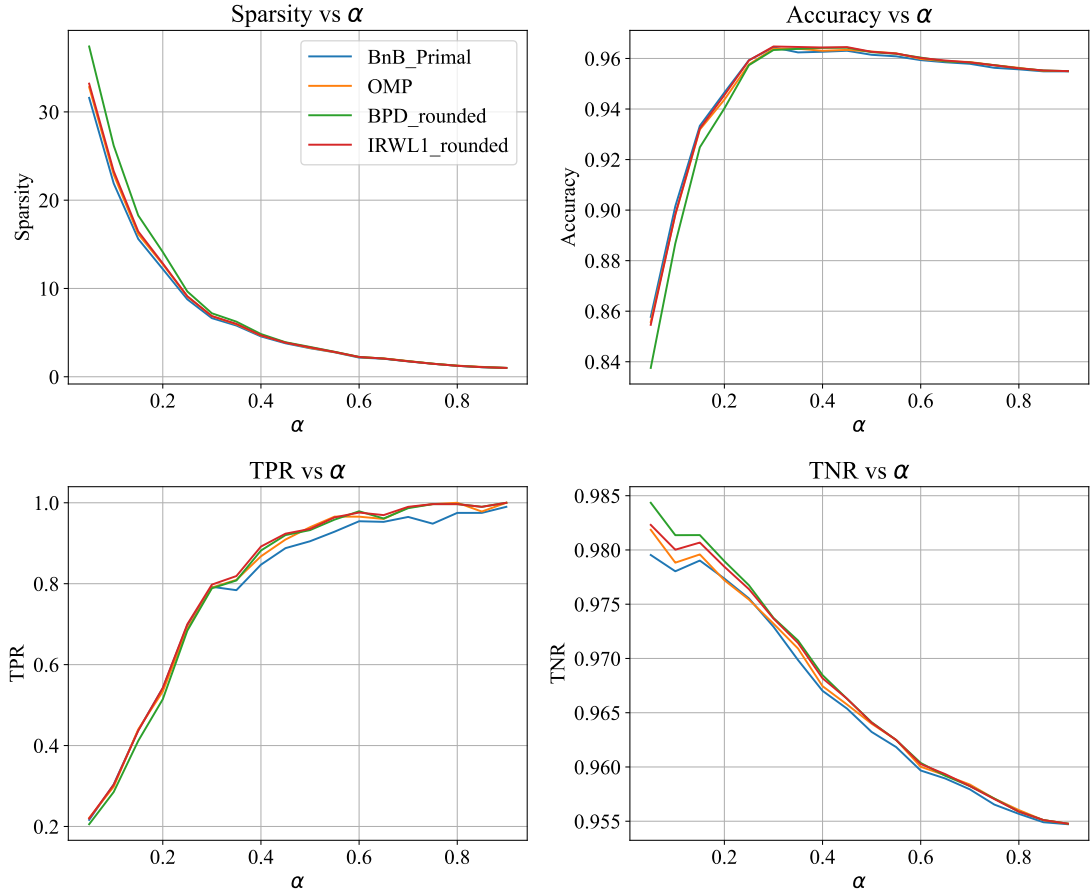 Sparsity vs α
30
20
10
0
Sparsity
0.2 0.4 0.6 0.8
α
BnB_Primal
OMP
BPD_rounded
IRWL1_rounded
Accuracy vs α
0.96
0.94
0.92
0.90
0.88
0.86
0.84
Accuracy
0.2 0.4 0.6 0.8
α
TPR vs α
1.0
0.8
0.6
0.4
0.2
TPR
0.2 0.4 0.6 0.8
α
TNR vs α
0.985
0.980
0.975
0.970
0.965
0.960
0.955
TNR
0.2 0.4 0.6 0.8
α